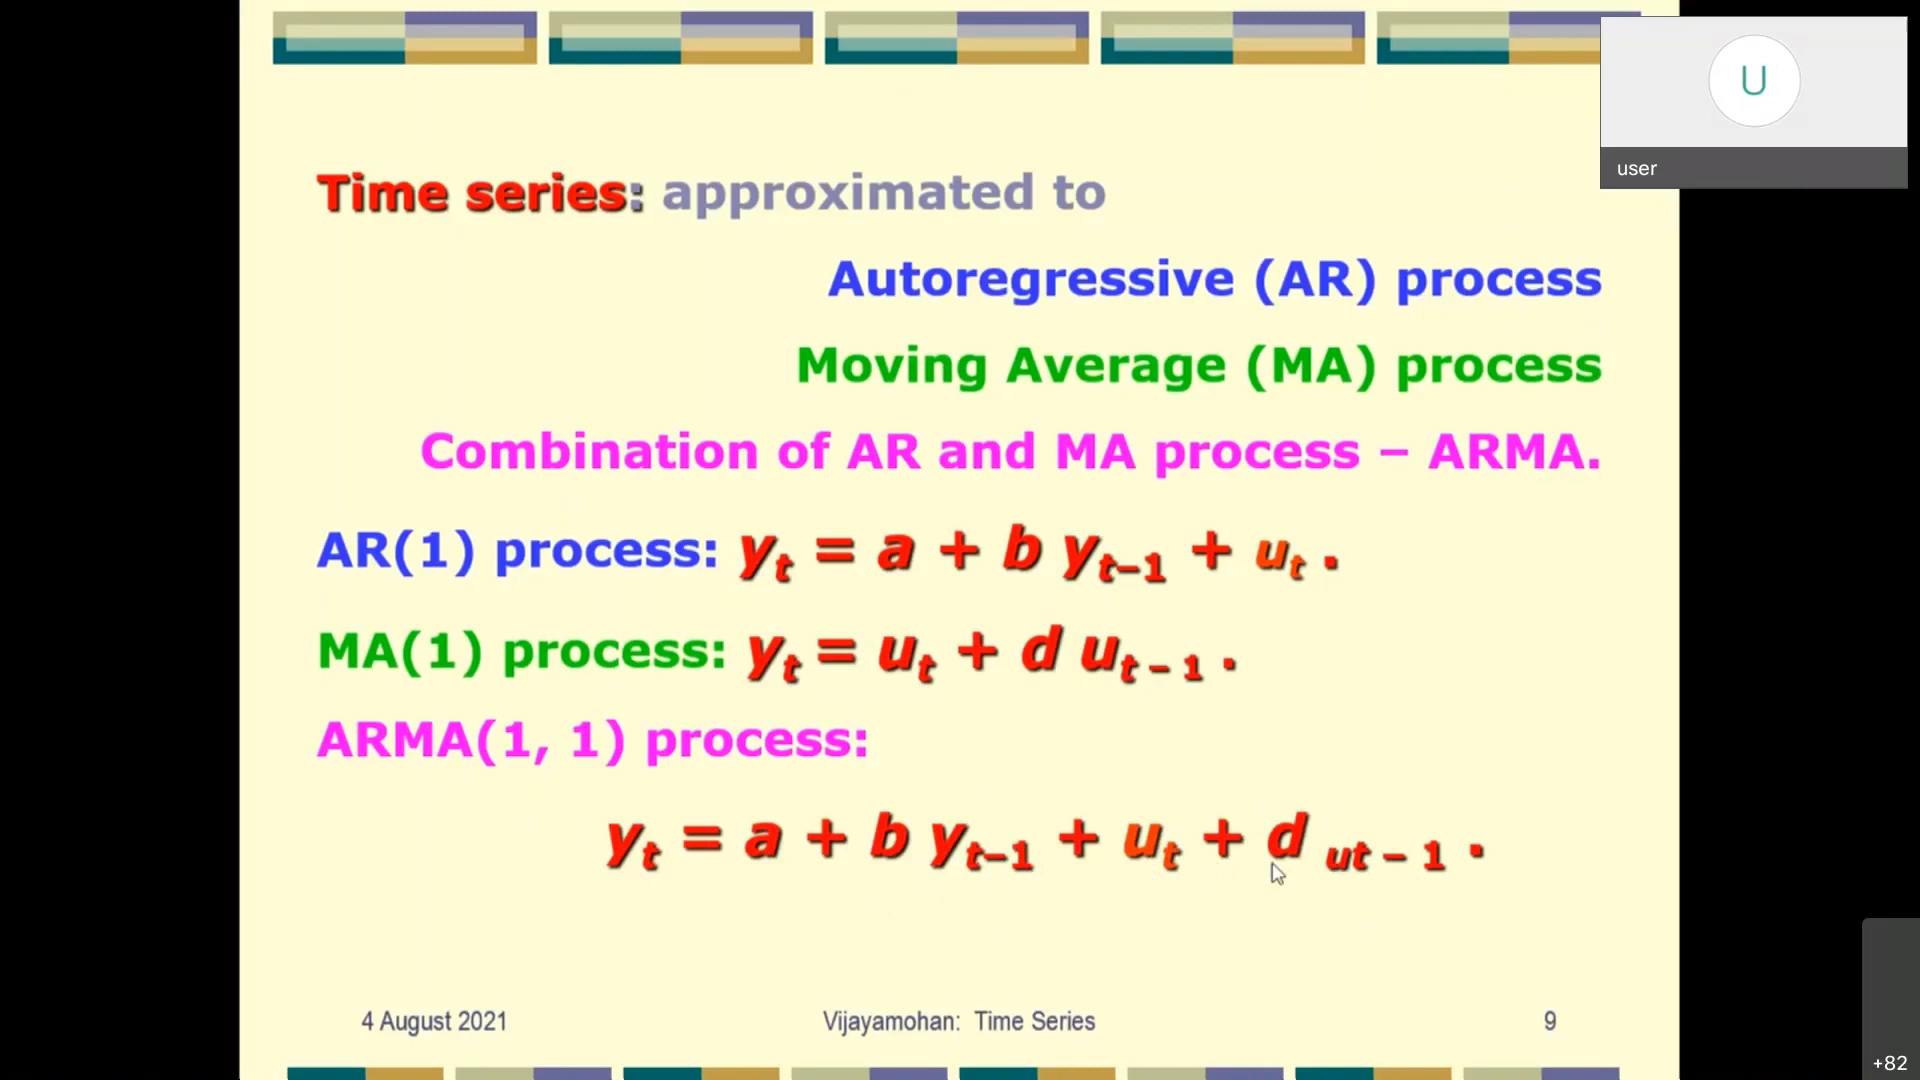 Time series: approximated to
Autoregressive (AR) process
Moving Average (MA) process
Combination of AR and MA process – ARMA.
AR(1) process: yₜ = a + b yₜ₋₁ + uₜ .
MA(1) process: yₜ = uₜ + d uₜ ₋ ₁ .
ARMA(1, 1) process:
yₜ = a + b yₜ₋₁ + uₜ + d ut – 1 .
4 August 2021 Vijayamohan: Time Series 9
U
user
+82